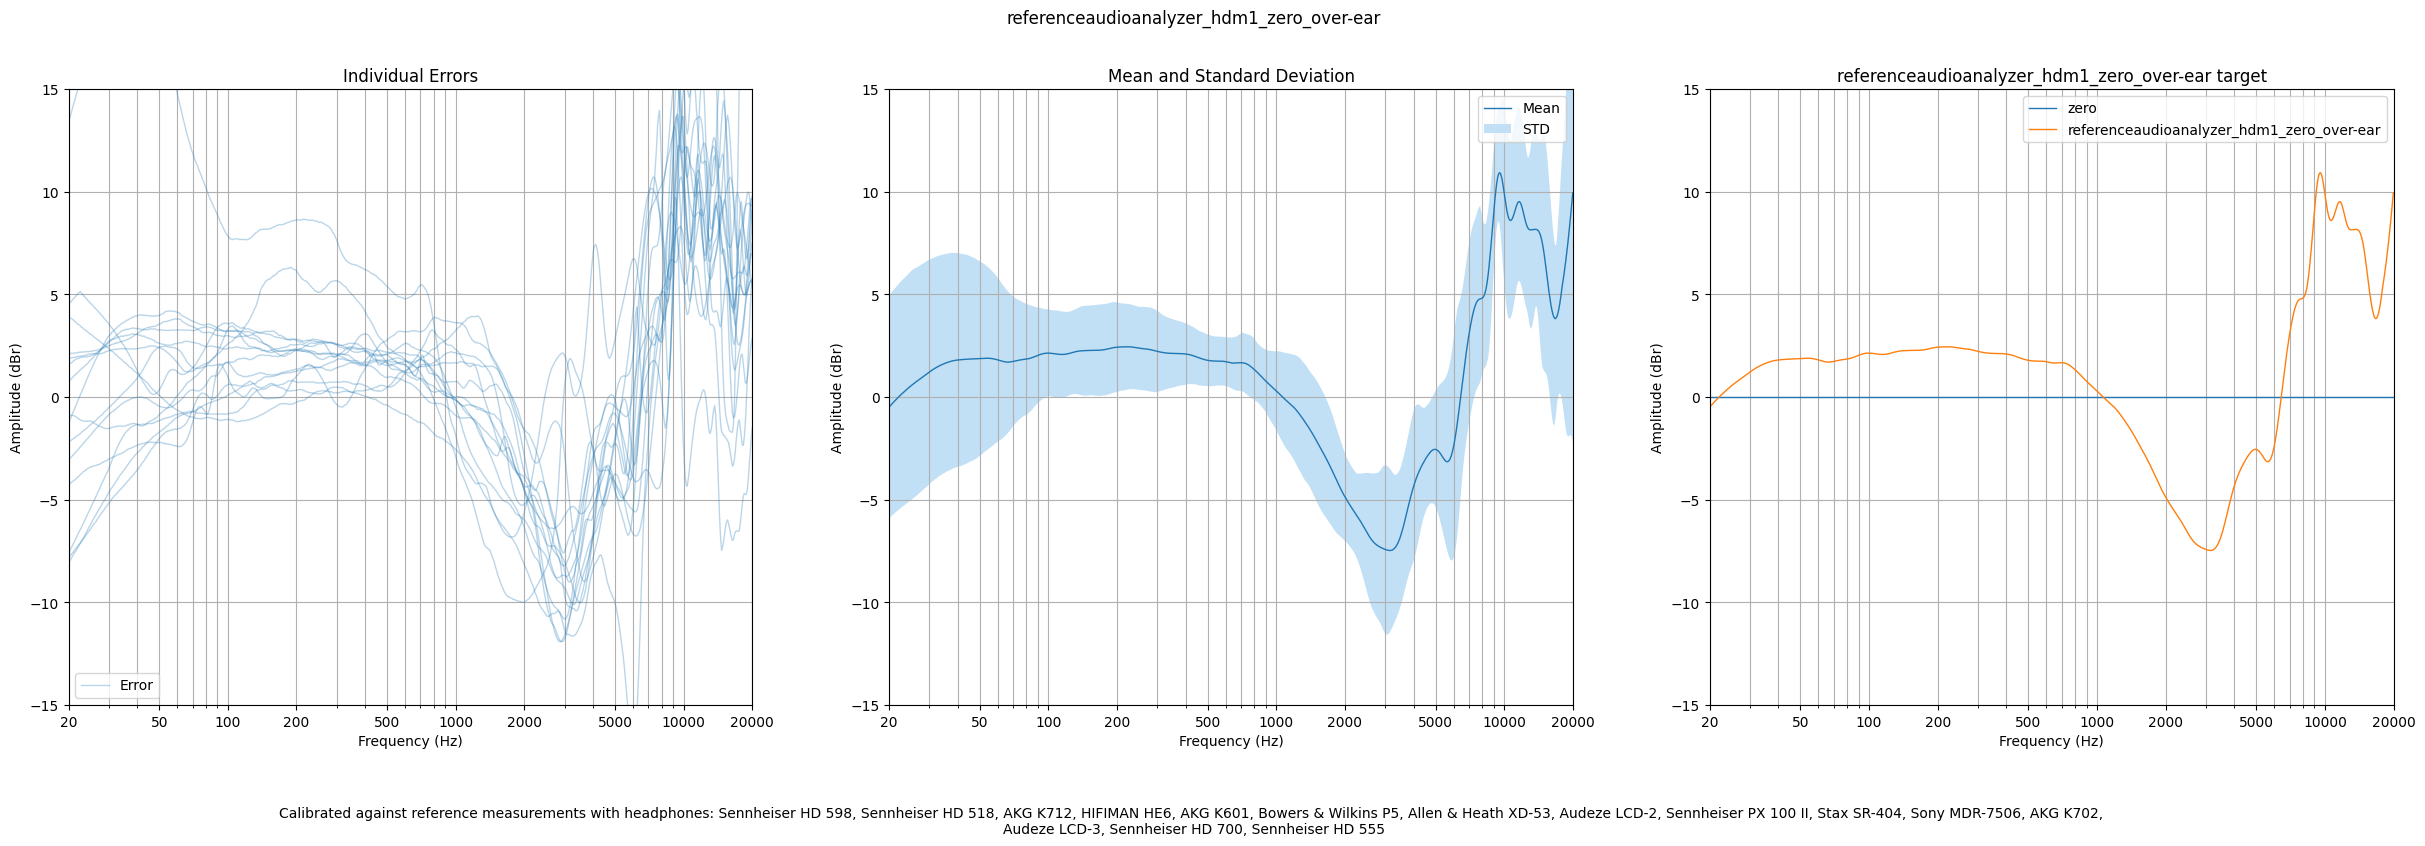 referenceaudioanalyzer_hdm1_zero_over-ear
Individual Errors
15
10
5
0
−5
−10
−15
Amplitude (dBr)
Error
20 50 100 200 500 1000 2000 5000 10000 20000
Frequency (Hz)
Mean and Standard Deviation
15
10
5
0
−5
−10
−15
Amplitude (dBr)
Mean
STD
20 50 100 200 500 1000 2000 5000 10000 20000
Frequency (Hz)
referenceaudioanalyzer_hdm1_zero_over-ear target
15
10
5
0
−5
−10
−15
Amplitude (dBr)
zero
referenceaudioanalyzer_hdm1_zero_over-ear
20 50 100 200 500 1000 2000 5000 10000 20000
Frequency (Hz)
Calibrated against reference measurements with headphones: Sennheiser HD 598, Sennheiser HD 518, AKG K712, HIFIMAN HE6, AKG K601, Bowers & Wilkins P5, Allen & Heath XD-53, Audeze LCD-2, Sennheiser PX 100 II, Stax SR-404, Sony MDR-7506, AKG K702,
Audeze LCD-3, Sennheiser HD 700, Sennheiser HD 555